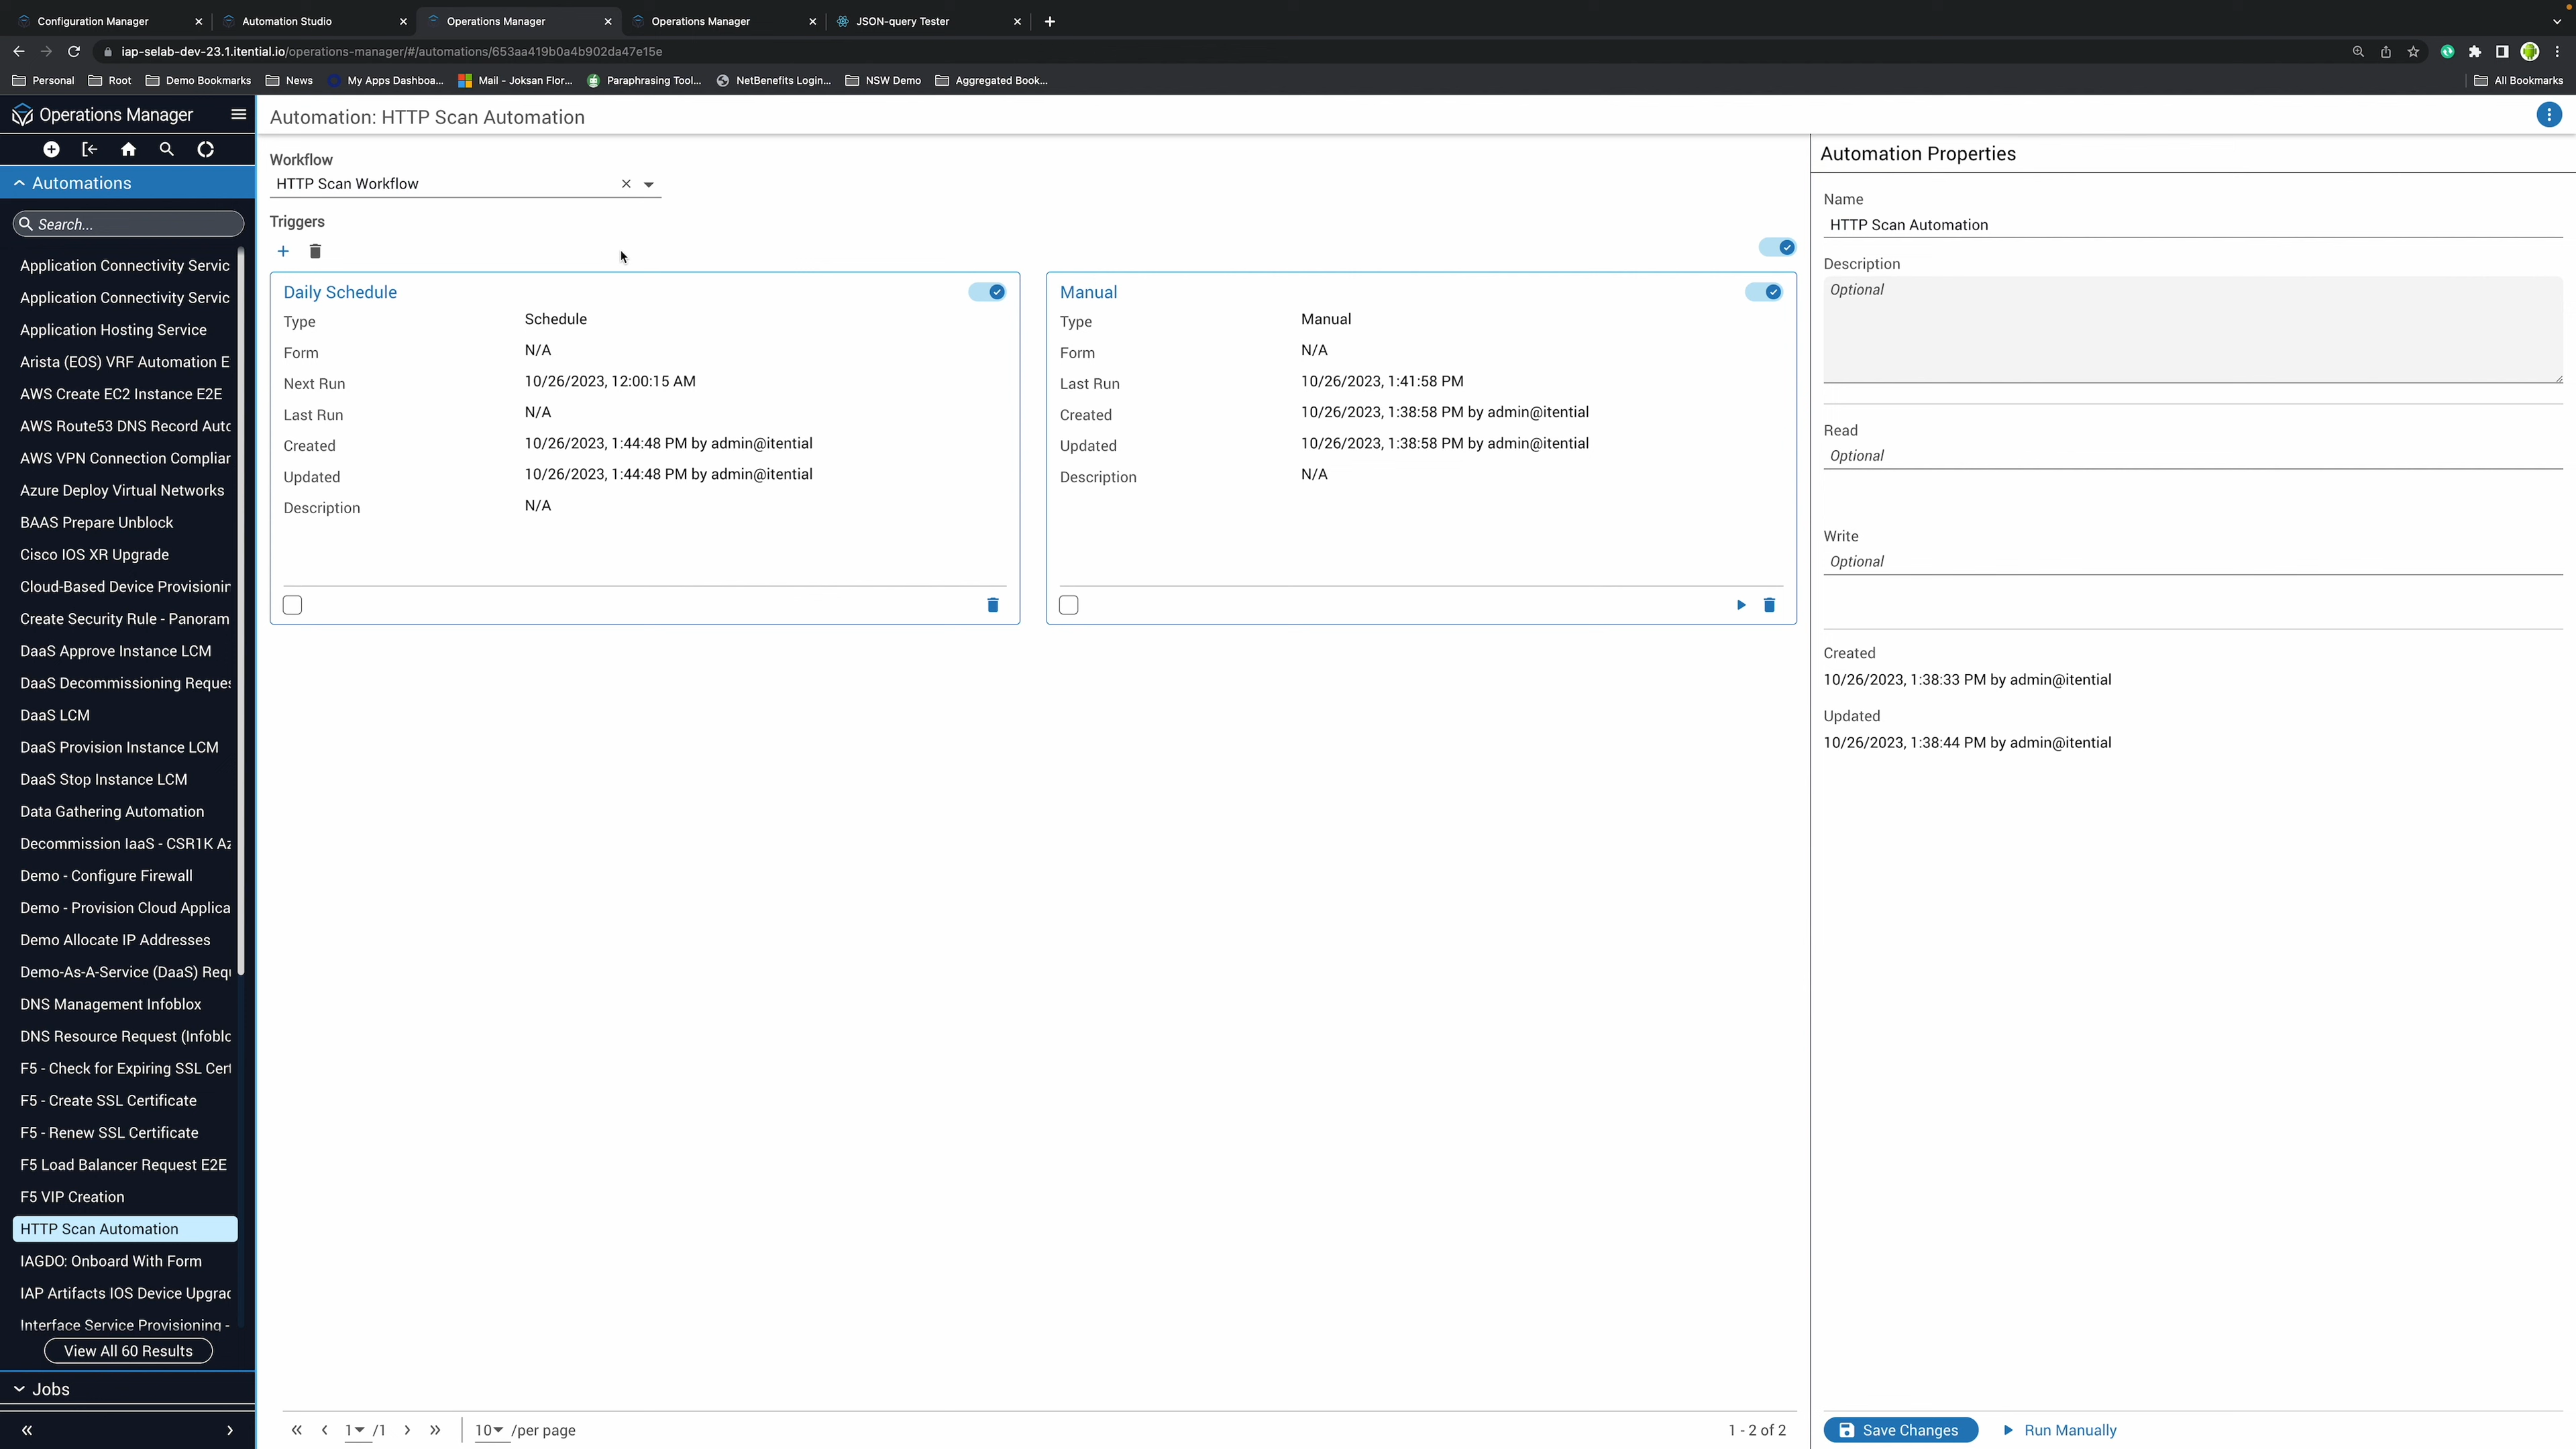 Configuration Manager
Automation Studio
Operations Manager
Operations Manager
JSON-query Tester
iap-selab-dev-23.1.itential.io/operations-manager/#/automations/653aa419b0a4b902da47e15e
Personal
Root
Demo Bookmarks
News
My Apps Dashboa...
Mail - Joksan Flor...
Paraphrasing Tool...
NetBenefits Login...
NSW Demo
Aggregated Book...
All Bookmarks
Operations Manager
Automations
Search...
Application Connectivity Servic
Application Connectivity Servic
Application Hosting Service
Arista (EOS) VRF Automation E
AWS Create EC2 Instance E2E
AWS Route53 DNS Record Autc
AWS VPN Connection Compliar
Azure Deploy Virtual Networks
BAAS Prepare Unblock
Cisco IOS XR Upgrade
Cloud-Based Device Provisionin
Create Security Rule - Panoram
DaaS Approve Instance LCM
DaaS Decommissioning Reques
DaaS LCM
DaaS Provision Instance LCM
DaaS Stop Instance LCM
Data Gathering Automation
Decommission IaaS - CSR1K Az
Demo - Configure Firewall
Demo - Provision Cloud Applica
Demo Allocate IP Addresses
Demo-As-A-Service (DaaS) Requ
DNS Management Infoblox
DNS Resource Request (Infoblc
F5 - Check for Expiring SSL Cert
F5 - Create SSL Certificate
F5 - Renew SSL Certificate
F5 Load Balancer Request E2E
F5 VIP Creation
HTTP Scan Automation
IAGDO: Onboard With Form
IAP Artifacts IOS Device Upgrac
Interface Service Provisioning -
View All 60 Results
Jobs
Automation: HTTP Scan Automation
Workflow
HTTP Scan Workflow
Triggers
Daily Schedule
Type Schedule
Form N/A
Next Run 10/26/2023, 12:00:15 AM
Last Run N/A
Created 10/26/2023, 1:44:48 PM by admin@itential
Updated 10/26/2023, 1:44:48 PM by admin@itential
Description N/A
Manual
Type Manual
Form N/A
Last Run 10/26/2023, 1:41:58 PM
Created 10/26/2023, 1:38:58 PM by admin@itential
Updated 10/26/2023, 1:38:58 PM by admin@itential
Description N/A
1 /1
10 /per page
1 - 2 of 2
Automation Properties
Name
HTTP Scan Automation
Description
Optional
Read
Optional
Write
Optional
Created
10/26/2023, 1:38:33 PM by admin@itential
Updated
10/26/2023, 1:38:44 PM by admin@itential
Save Changes
Run Manually